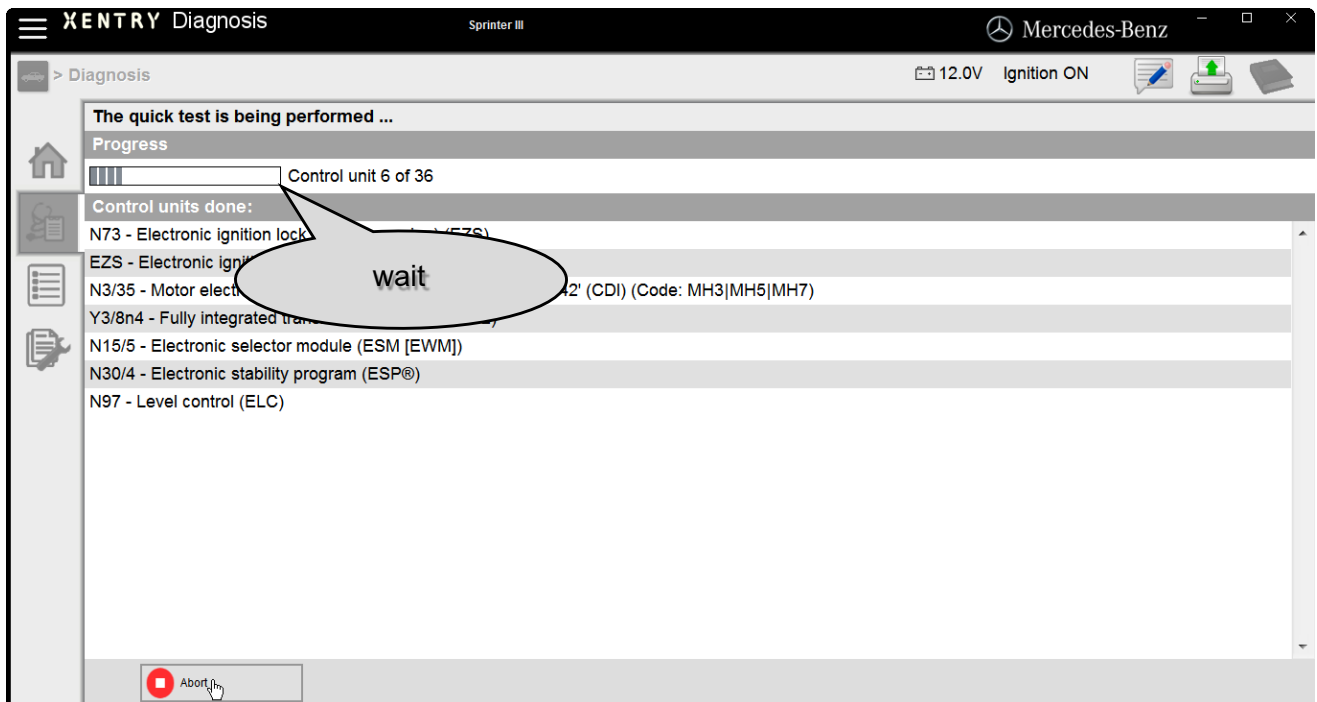 XENTRY Diagnosis
Sprinter III
Mercedes-Benz
> Diagnosis
12.0V Ignition ON
The quick test is being performed ...
Progress
Control unit 6 of 36
Control units done:
N73 - Electronic ignition lock (EZS)
EZS - Electronic
wait
N3/35 - Motor 42' (CDI) (Code: MH3|MH5|MH7)
Y3/8n4 - Fully integrated
N15/5 - Electronic selector module (ESM [EWM])
N30/4 - Electronic stability program (ESP®)
N97 - Level control (ELC)
Abort